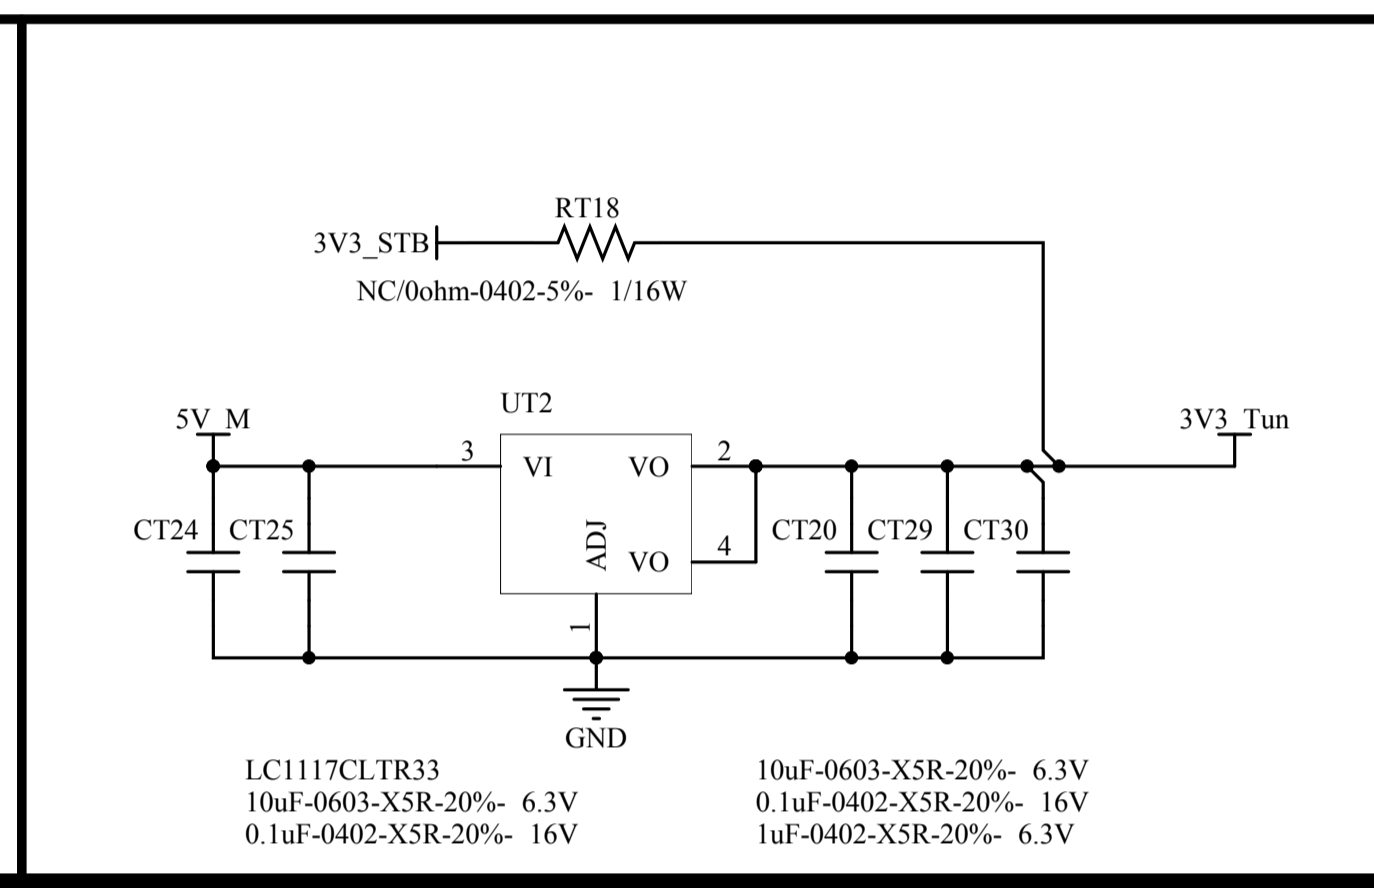 RT18
3V3_STB
NC/0ohm-0402-5%- 1/16W
UT2
5V_M
3V3_Tun
3
VI
VO
2
ADJ
VO
4
CT24
CT25
CT20
CT29
CT30
1
GND
LC1117CLTR33
10uF-0603-X5R-20%- 6.3V
0.1uF-0402-X5R-20%- 16V
10uF-0603-X5R-20%- 6.3V
0.1uF-0402-X5R-20%- 16V
1uF-0402-X5R-20%- 6.3V